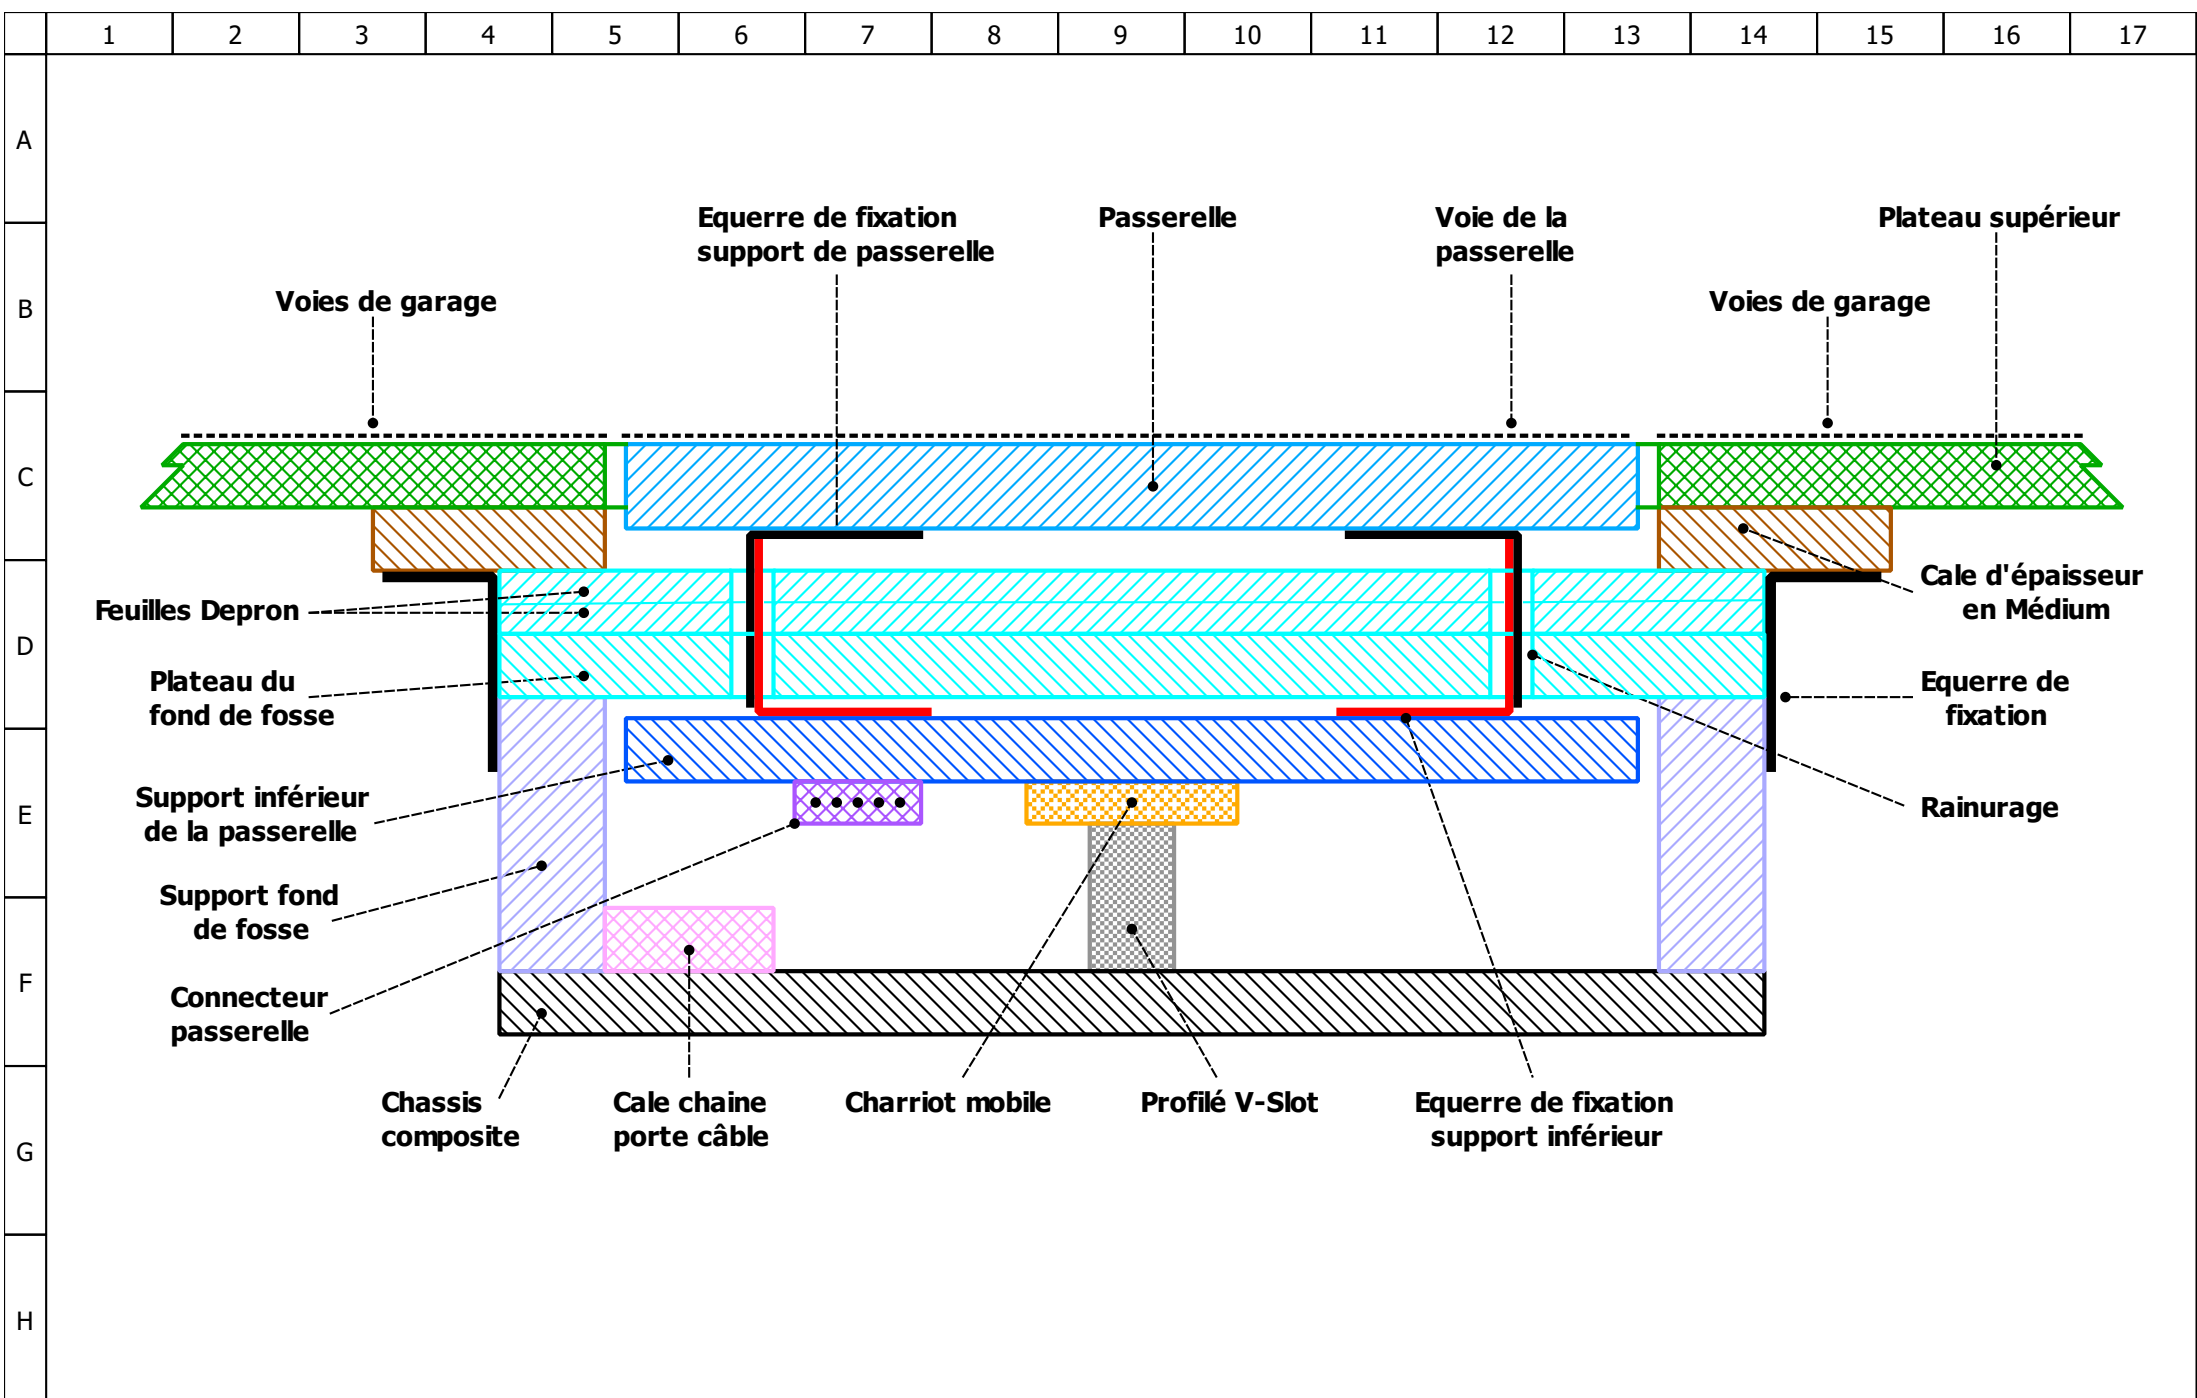 1 2 3 4 5 6 7 8 9 10 11 12 13 14 15 16 17
A
Equerre de fixation
support de passerelle
Passerelle
Voie de la
passerelle
Plateau supérieur
B
Voies de garage
Voies de garage
C
Feuilles Depron
Cale d'épaisseur
en Médium
D
Plateau du
fond de fosse
Equerre de
fixation
E
Support inférieur
de la passerelle
Rainurage
Support fond
de fosse
F
Connecteur
passerelle
Chassis
composite
Cale chaine
porte câble
Charriot mobile
Profilé V-Slot
Equerre de fixation
support inférieur
G
H